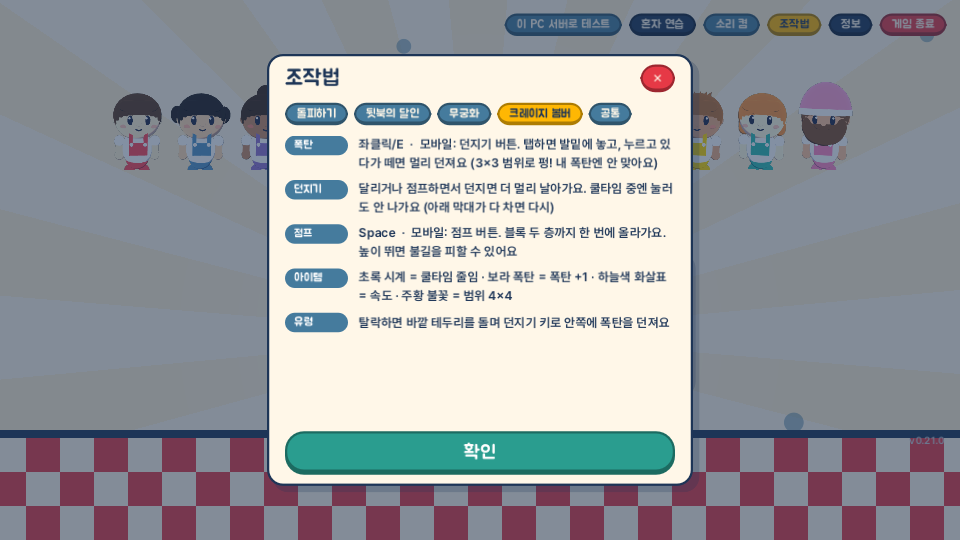 이 PC 서버로 테스트
혼자 연습
소리 켬
조작법
정보
게임 종료
조작법
×
돌피하기
뒷북의 달인
무궁화
크레이지 봄버
공통
폭탄
좌클릭/E · 모바일: 던지기 버튼. 탭하면 발밑에 놓고, 누르고 있
다가 떼면 멀리 던져요 (3×3 범위로 펑! 내 폭탄엔 안 맞아요)
던지기
달리거나 점프하면서 던지면 더 멀리 날아가요. 쿨타임 중엔 눌러
도 안 나가요 (아래 막대가 다 차면 다시)
점프
Space · 모바일: 점프 버튼. 블록 두 층까지 한 번에 올라가요.
높이 뛰면 불길을 피할 수 있어요
아이템
초록 시계 = 쿨타임 줄임 · 보라 폭탄 = 폭탄 +1 · 하늘색 화살표
= 속도 · 주황 불꽃 = 범위 4×4
유령
탈락하면 바깥 테두리를 돌며 던지기 키로 안쪽에 폭탄을 던져요
확인
v0.21.0